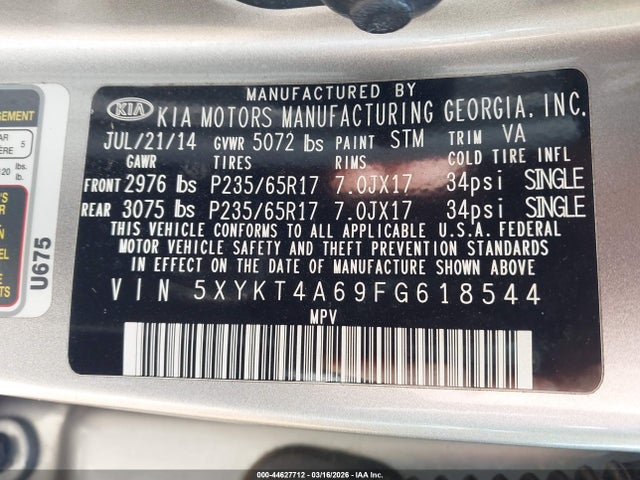 MANUFACTURED BY
KIA KIA MOTORS MANUFACTURING GEORGIA, INC.
JUL/21/14 GVWR 5072 lbs PAINT STM TRIM VA
GAWR TIRES RIMS COLD TIRE INFL
FRONT 2976 lbs P235/65R17 7.0JX17 34psi SINGLE
REAR 3075 lbs P235/65R17 7.0JX17 34psi SINGLE
THIS VEHICLE CONFORMS TO ALL APPLICABLE U.S.A. FEDERAL
MOTOR VEHICLE SAFETY AND THEFT PREVENTION STANDARDS
IN EFFECT ON THE DATE OF MANUFACTURE SHOWN ABOVE.
VIN 5XYKT4A69FG618544
MPV
5
lbs.
U675
000-44627712 - 03/16/2026 - IAA Inc.